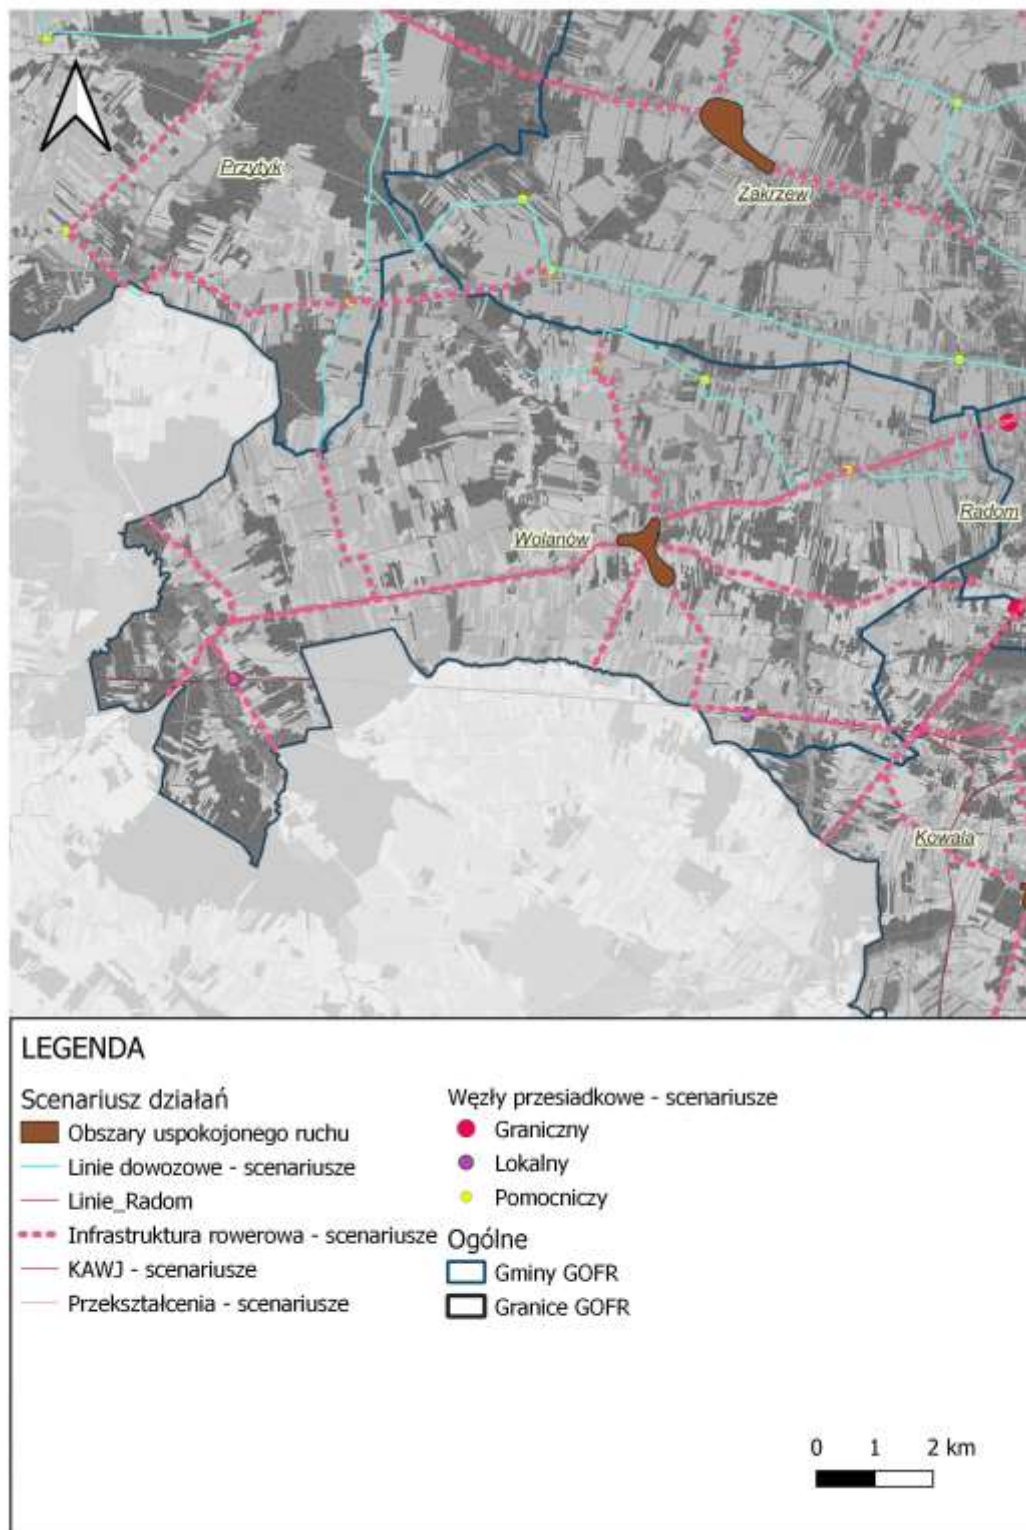 Przytyk
Zakrzew
Wolanów
Radom
Kowala
LEGENDA
Scenariusz działań
Obszary uspokojonego ruchu
Linie dowozowe - scenariusze
Linie_Radom
Infrastruktura rowerowa - scenariusze
KAWJ - scenariusze
Przekształcenia - scenariusze
Węzły przesiadkowe - scenariusze
Graniczny
Lokalny
Pomocniczy
Ogólne
Gminy GOFR
Granice GOFR
0 1 2 km